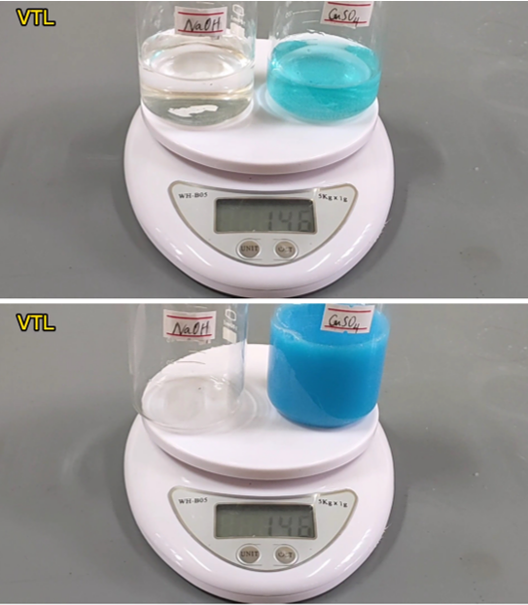 VTL
NaOH
CuSO4
WH-B05
5Kg x 1g
146
UNIT
VTL
NaOH
CuSO4
WH-B05
5Kg x 1g
146
UNIT